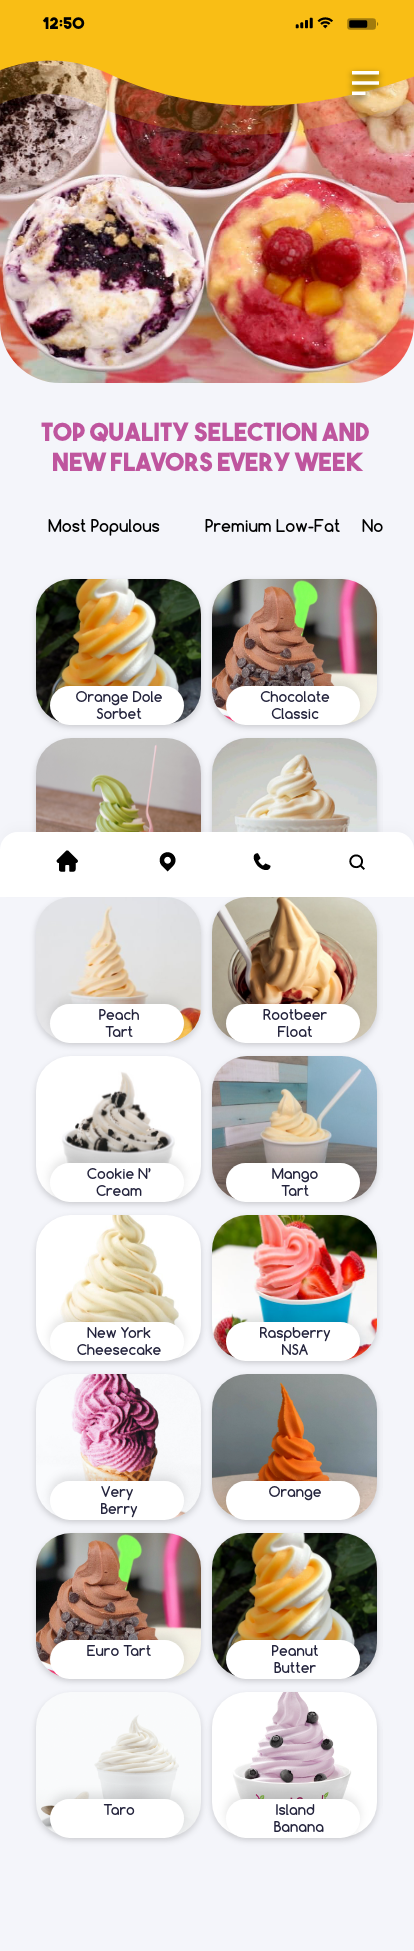 12:50
TOP QUALITY SELECTION AND
NEW FLAVORS EVERY WEEK
Most Populous Premium Low-Fat No
Orange Dole
Sorbet
Chocolate
Classic
Peach
Tart
Rootbeer
Float
Cookie N'
Cream
Mango
Tart
New York
Cheesecake
Raspberry
NSA
Very
Berry
Orange
Euro Tart
Peanut
Butter
Taro
Island
Banana